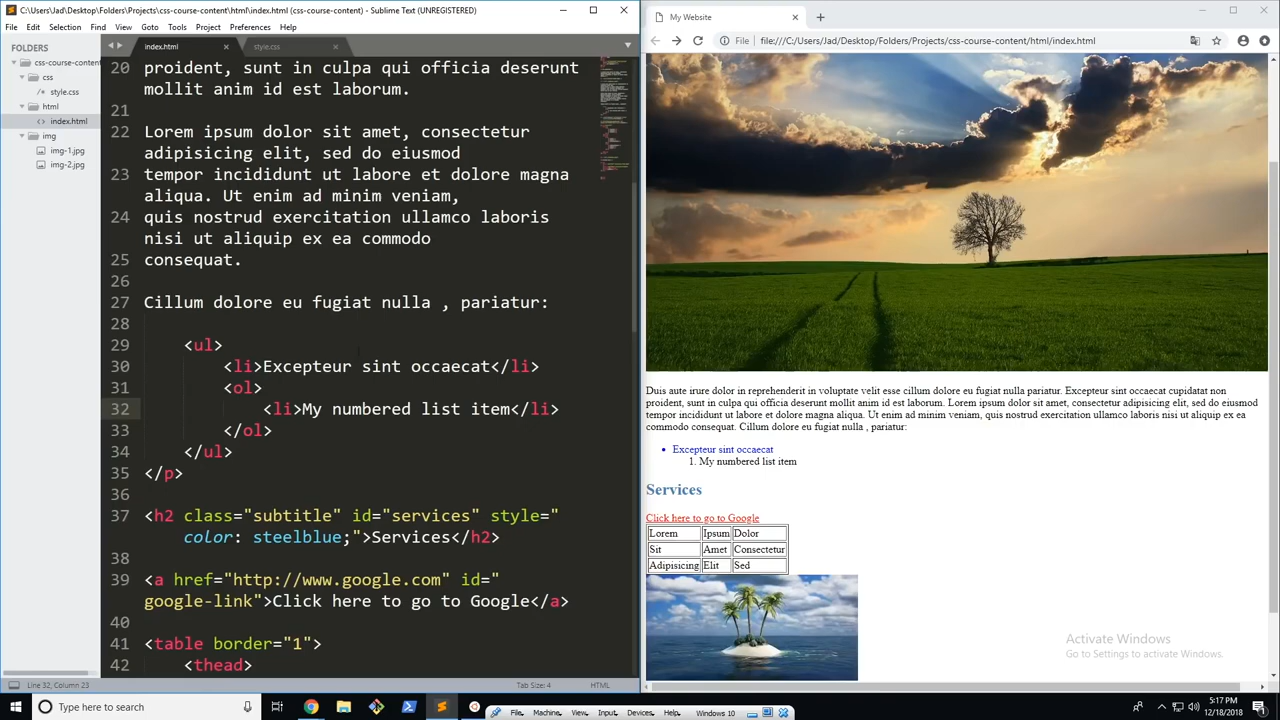 C:\Users\Jad\Desktop\Folders\Projects\css-course-content\html\index.html (css-course-content) - Sublime Text (UNREGISTERED)
File Edit Selection Find View Goto Tools Project Preferences Help
FOLDERS
css-course-content
css
style.css
html
index.html
img
img-1.jpg
img-2.jpg
index.html
style.css
20 proident, sunt in culpa qui officia deserunt
mollit anim id est laborum.
21
22 Lorem ipsum dolor sit amet, consectetur
adipisicing elit, sed do eiusmod
23 tempor incididunt ut labore et dolore magna
aliqua. Ut enim ad minim veniam,
24 quis nostrud exercitation ullamco laboris
nisi ut aliquip ex ea commodo
25 consequat.
26
27 Cillum dolore eu fugiat nulla , pariatur:
28
29 <ul>
30 <li>Excepteur sint occaecat</li>
31 <ol>
32 <li>My numbered list item</li>
33 </ol>
34 </ul>
35 </p>
36
37 <h2 class="subtitle" id="services" style="
color: steelblue;">Services</h2>
38
39 <a href="http://www.google.com" id="
google-link">Click here to go to Google</a>
40
41 <table border="1">
42 <thead>
Line 32, Column 23
Tab Size: 4
HTML
My Website
File file:///C:/Users/Jad/Desktop/Folders/Projects/css-course-content/html/index.html
Duis aute irure dolor in reprehenderit in voluptate velit esse cillum dolore eu fugiat nulla pariatur. Excepteur sint occaecat cupidatat non
proident, sunt in culpa qui officia deserunt mollit anim id est laborum. Lorem ipsum dolor sit amet, consectetur adipisicing elit, sed do eiusmod
tempor incididunt ut labore et dolore magna aliqua. Ut enim ad minim veniam, quis nostrud exercitation ullamco laboris nisi ut aliquip ex ea
commodo consequat. Cillum dolore eu fugiat nulla , pariatur:
• Excepteur sint occaecat
1. My numbered list item
Services
Click here to go to Google
Lorem Ipsum Dolor
Sit Amet Consectetur
Adipisicing Elit Sed
Activate Windows
Go to Settings to activate Windows.
Type here to search
File Machine View Input Devices Help Windows 10
5:17 PM
12/18/2018